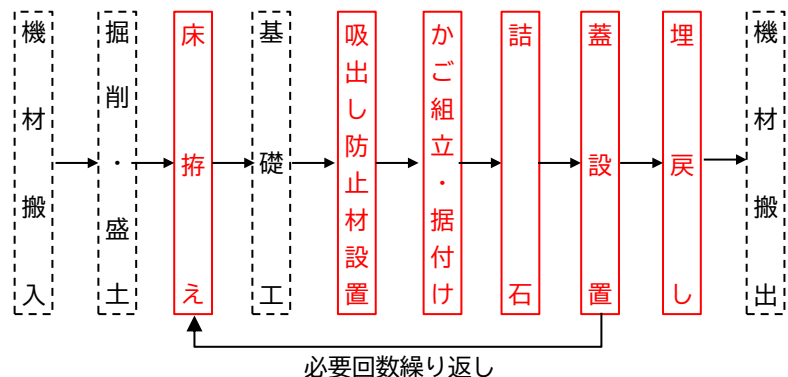 機材搬入
掘削・盛土
床拵え
基礎工
吸出し防止材設置
かご組立・据付け
詰石
蓋設置
埋戻し
機材搬出
必要回数繰り返し